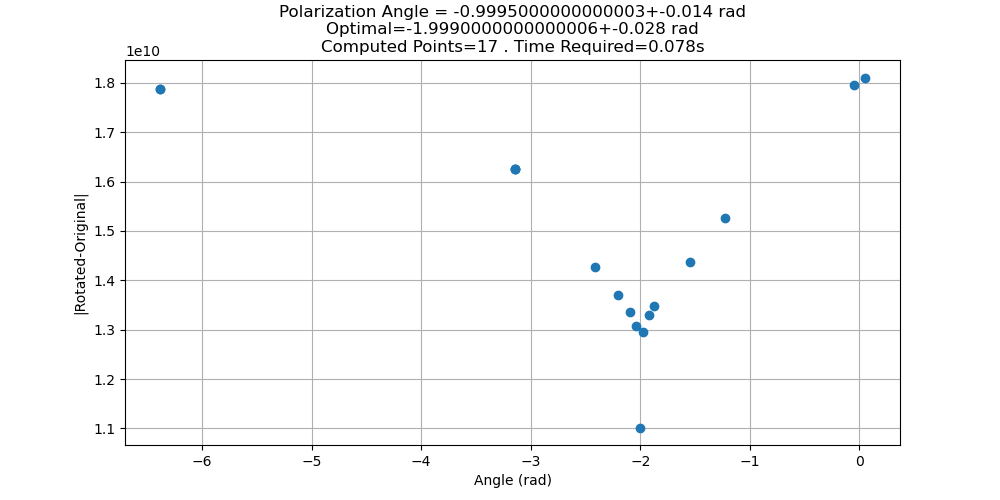 Polarization Angle = -0.9995000000000003+-0.014 rad
Optimal=-1.9990000000000006+-0.028 rad
Computed Points=17 . Time Required=0.078s
1e10
1.8
1.7
1.6
1.5
1.4
1.3
1.2
1.1
|Rotated-Original|
−6
−5
−4
−3
−2
−1
0
Angle (rad)